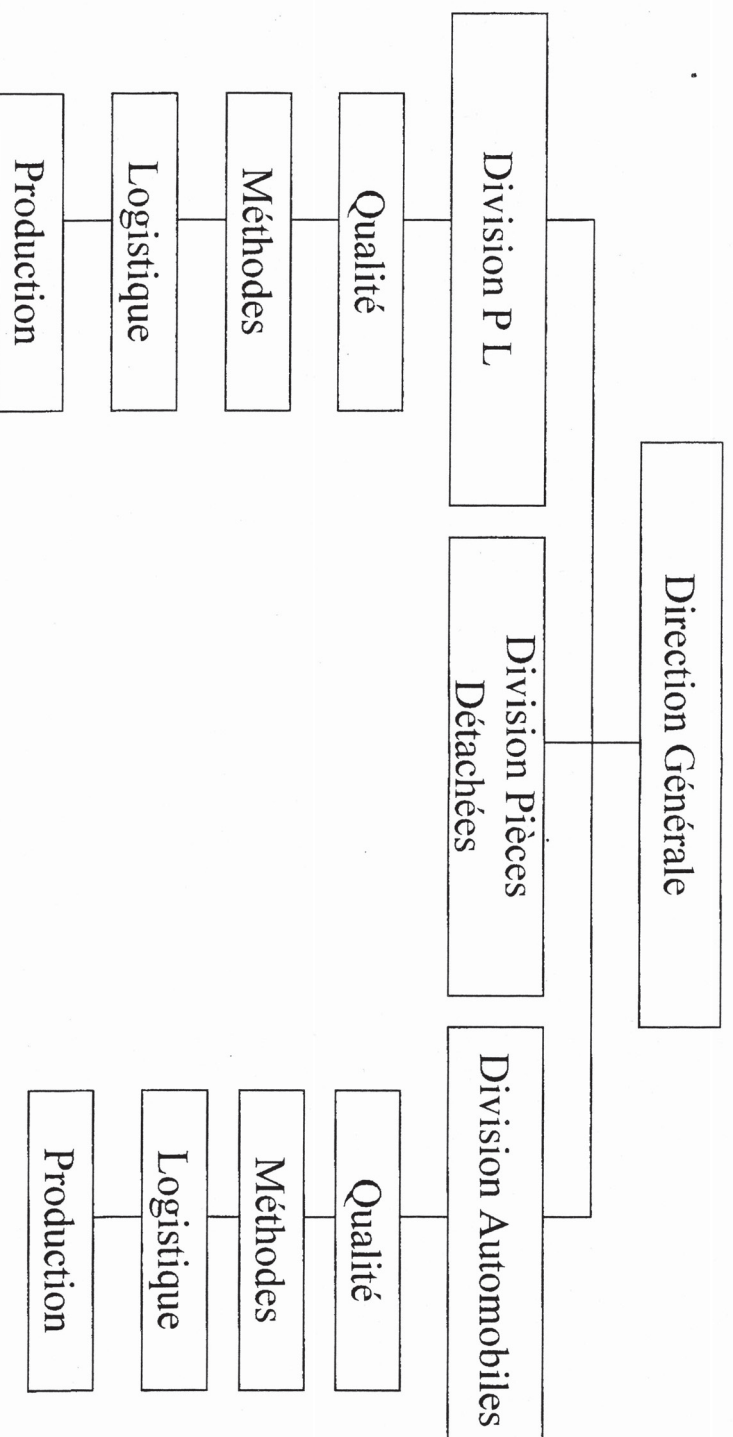 Direction Générale
Division P L
Division Pièces
Détachées
Division Automobiles
Qualité
Méthodes
Logistique
Production
Qualité
Méthodes
Logistique
Production